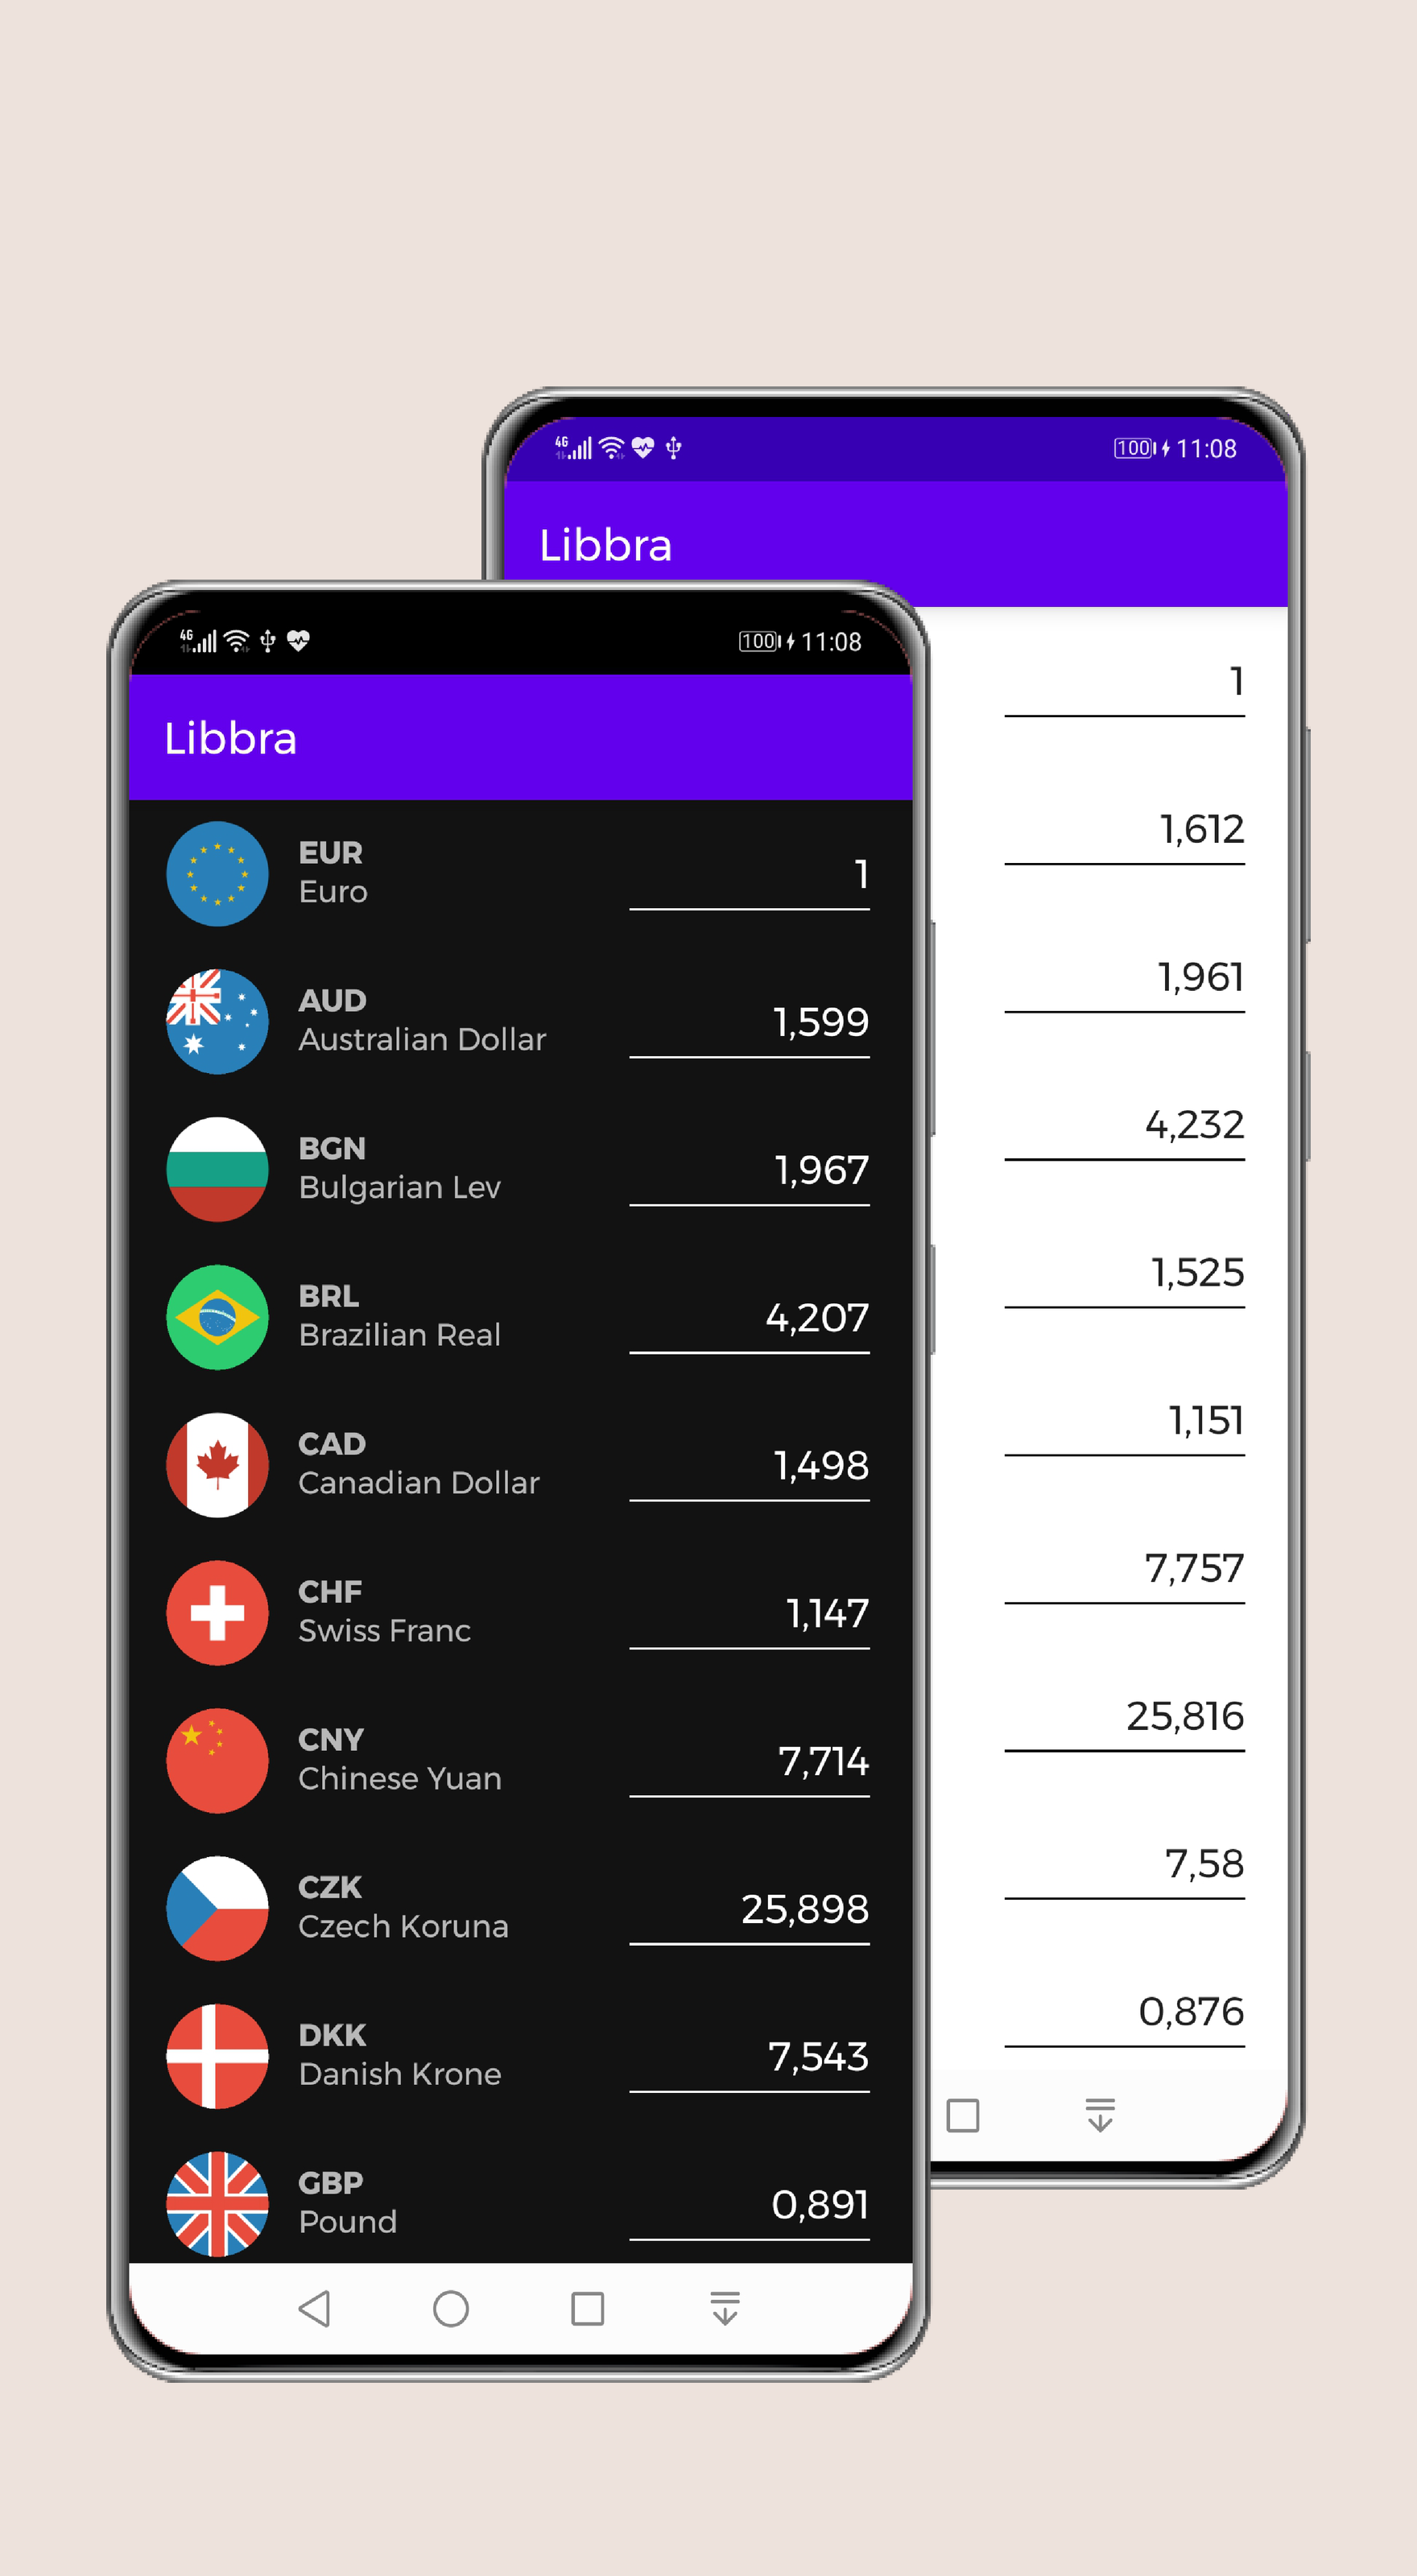 4G
100 11:08
Libbra
1
1,612
1,961
4,232
1,525
1,151
7,757
25,816
7,58
0,876
4G
100 11:08
Libbra
EUR
Euro
1
AUD
Australian Dollar
1,599
BGN
Bulgarian Lev
1,967
BRL
Brazilian Real
4,207
CAD
Canadian Dollar
1,498
CHF
Swiss Franc
1,147
CNY
Chinese Yuan
7,714
CZK
Czech Koruna
25,898
DKK
Danish Krone
7,543
GBP
Pound
0,891